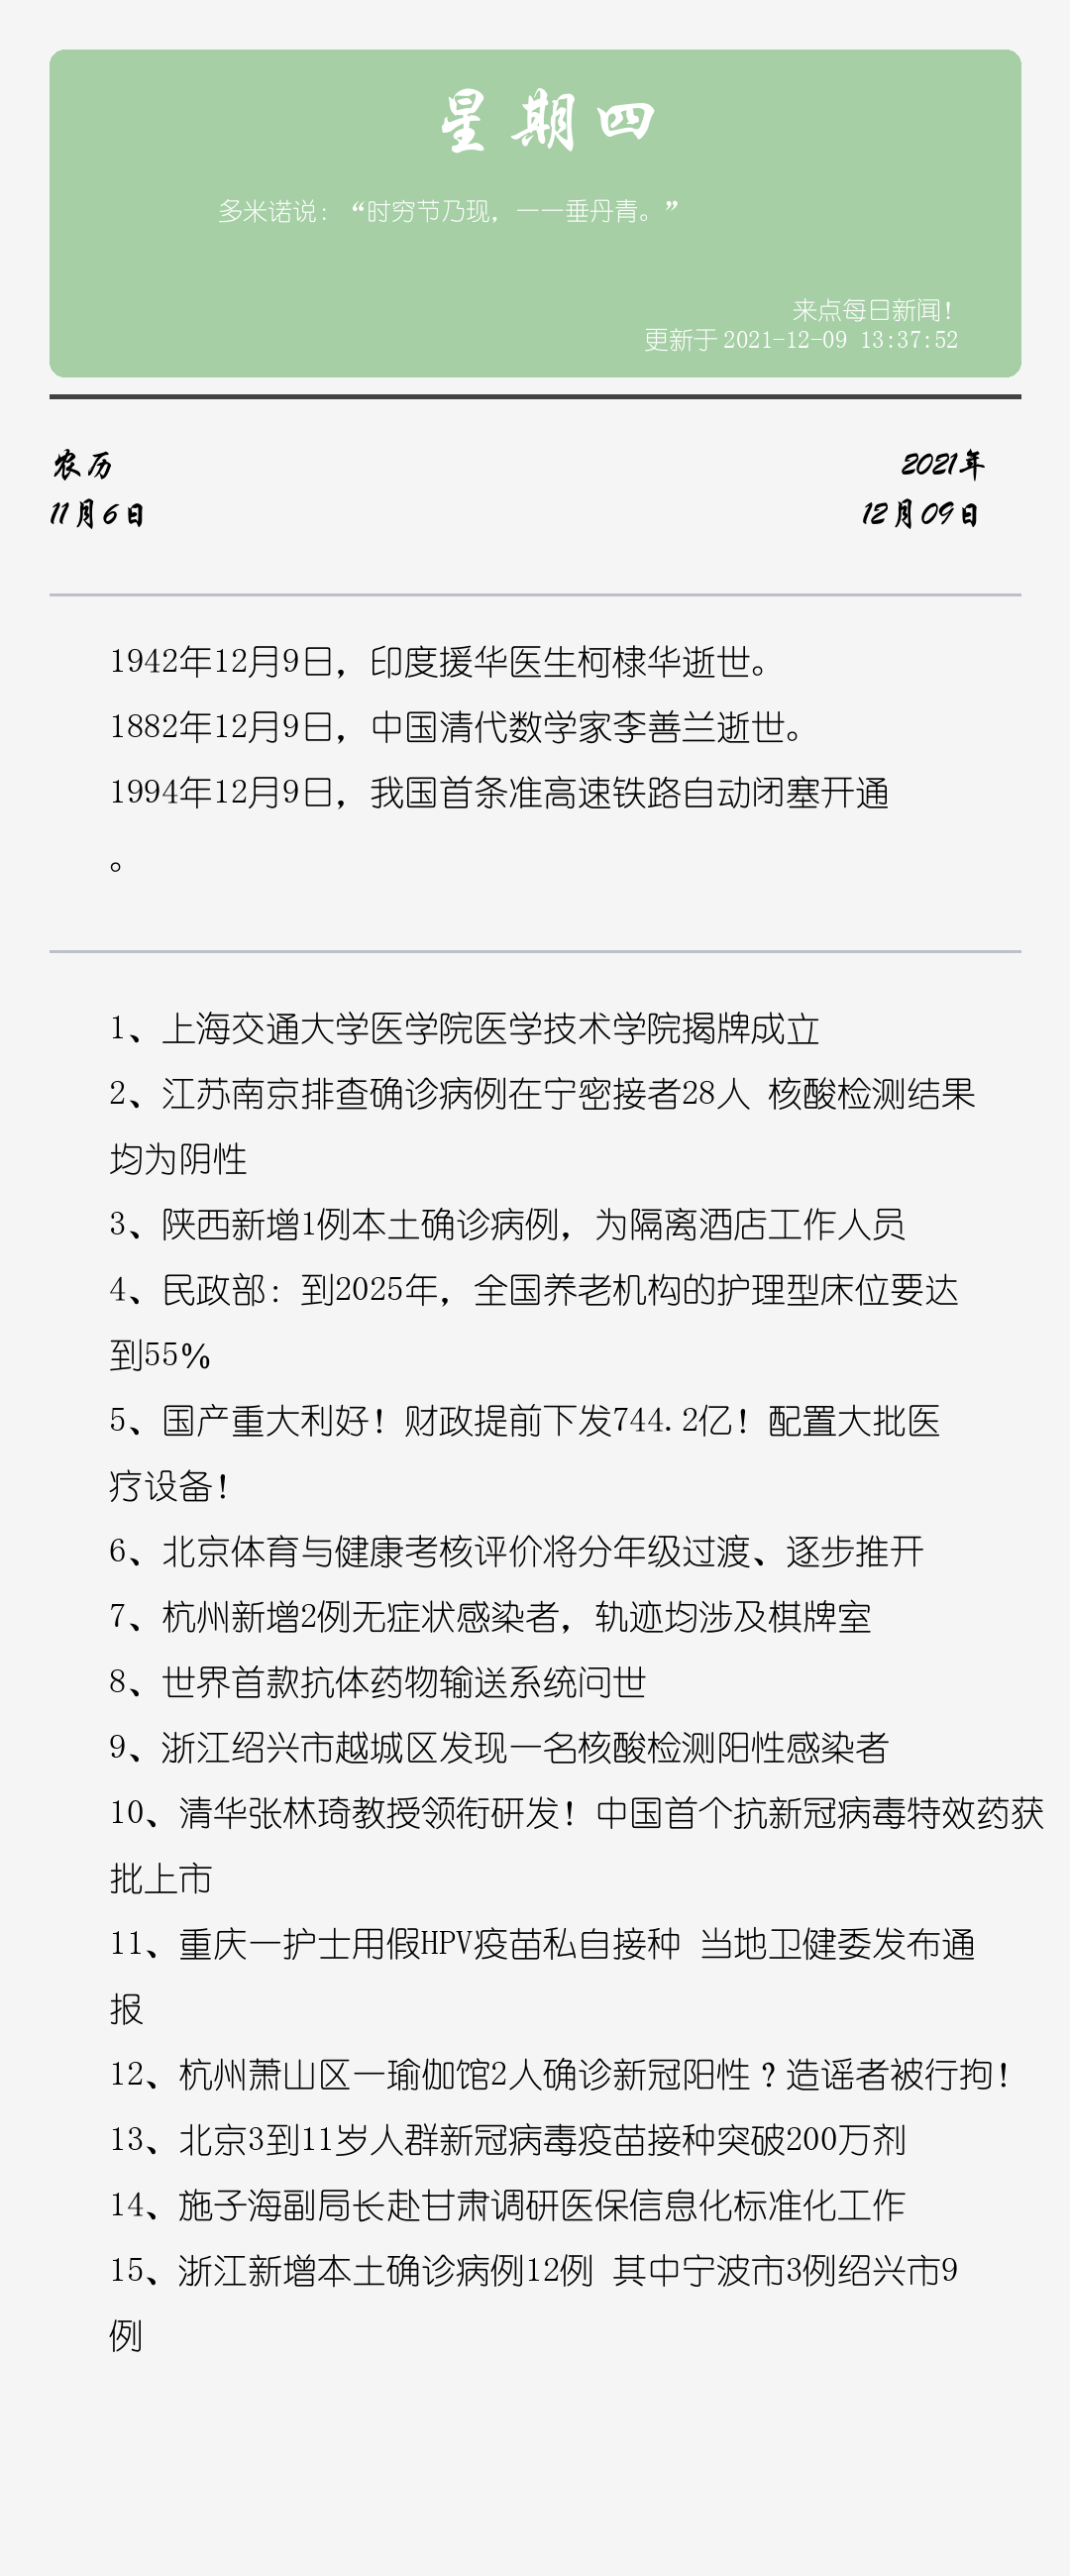 星期四
多米诺说：“时穷节乃现，一一垂丹青。”
来点每日新闻！
更新于2021-12-09 13:37:52
农历
11月6日
2021年
12月09日
1942年12月9日，印度援华医生柯棣华逝世。
1882年12月9日，中国清代数学家李善兰逝世。
1994年12月9日，我国首条准高速铁路自动闭塞开通
。
1、上海交通大学医学院医学技术学院揭牌成立
2、江苏南京排查确诊病例在宁密接者28人 核酸检测结果
均为阴性
3、陕西新增1例本土确诊病例，为隔离酒店工作人员
4、民政部：到2025年，全国养老机构的护理型床位要达
到55%
5、国产重大利好！财政提前下发744.2亿！配置大批医
疗设备！
6、北京体育与健康考核评价将分年级过渡、逐步推开
7、杭州新增2例无症状感染者，轨迹均涉及棋牌室
8、世界首款抗体药物输送系统问世
9、浙江绍兴市越城区发现一名核酸检测阳性感染者
10、清华张林琦教授领衔研发！中国首个抗新冠病毒特效药获
批上市
11、重庆一护士用假HPV疫苗私自接种 当地卫健委发布通
报
12、杭州萧山区一瑜伽馆2人确诊新冠阳性？造谣者被行拘！
13、北京3到11岁人群新冠病毒疫苗接种突破200万剂
14、施子海副局长赴甘肃调研医保信息化标准化工作
15、浙江新增本土确诊病例12例 其中宁波市3例绍兴市9
例